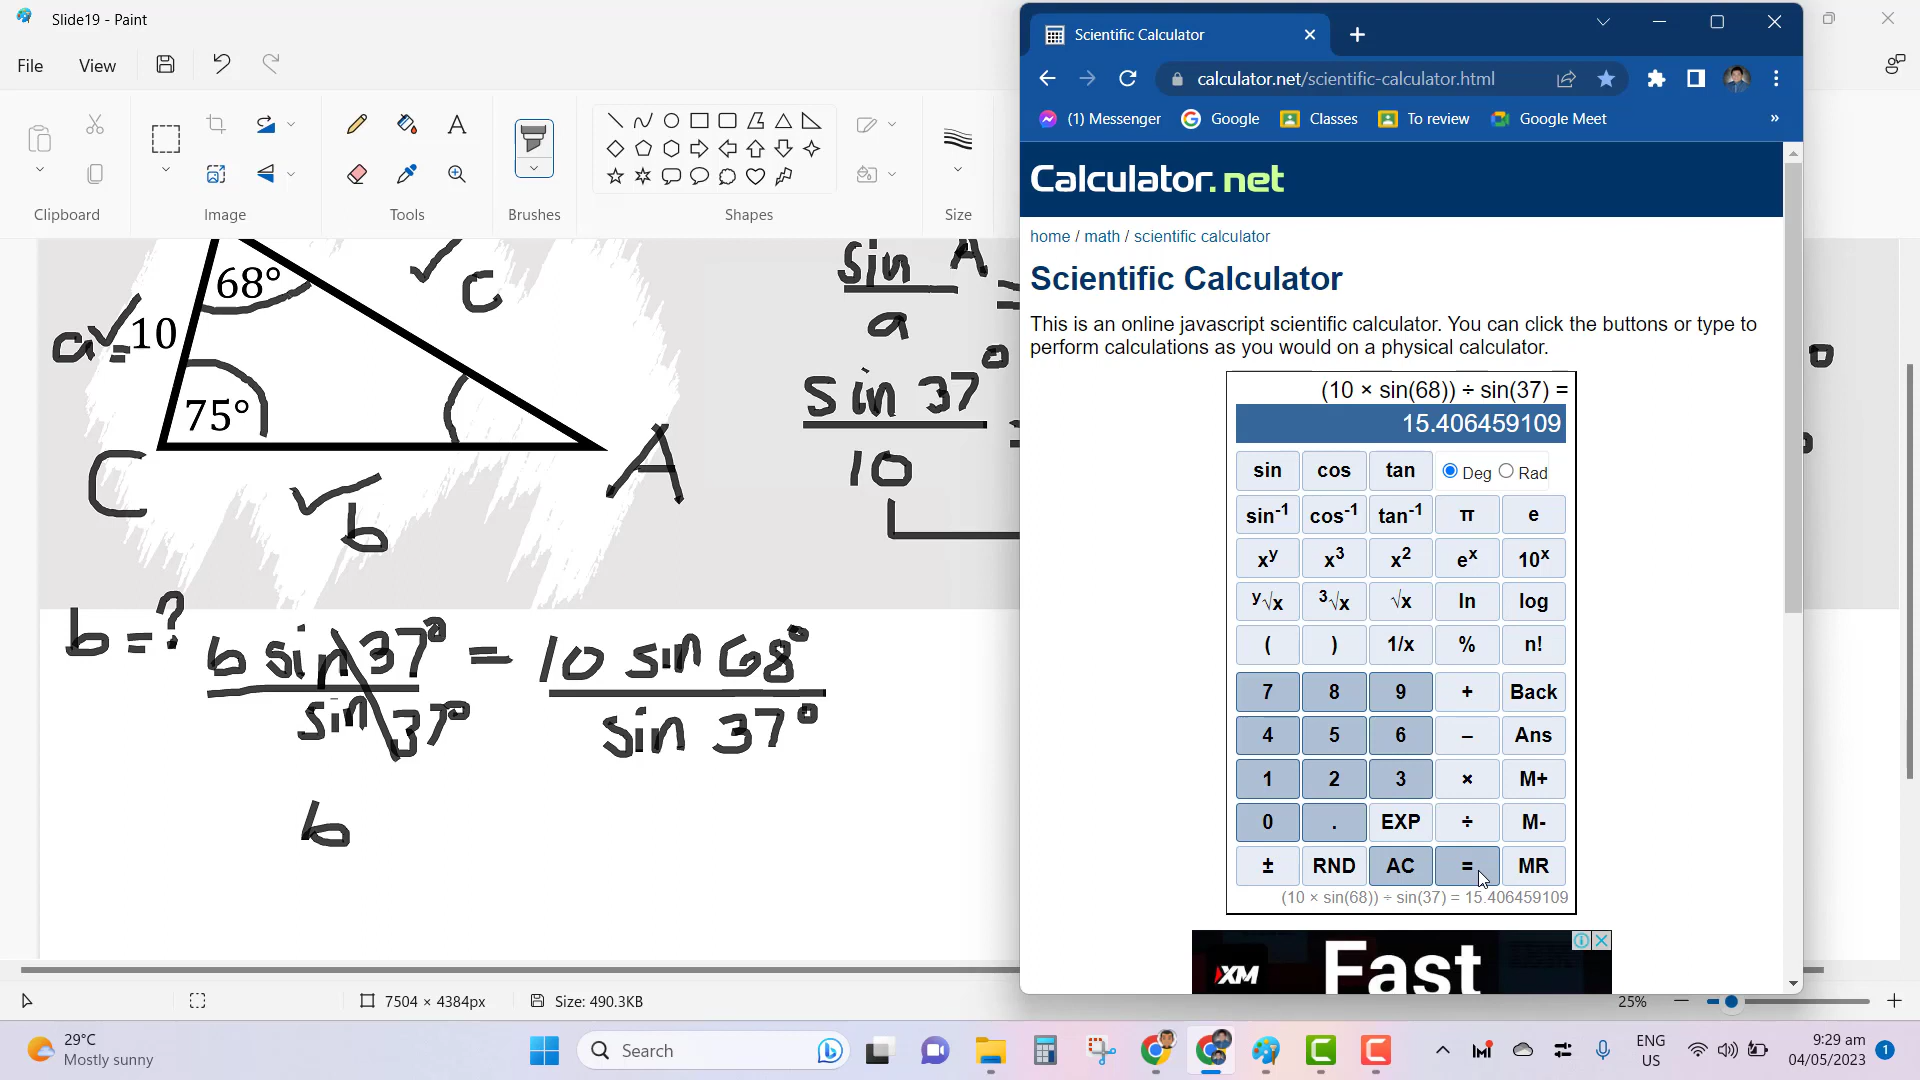 Slide19 - Paint
File
View
Clipboard
Image
Tools
Brushes
Shapes
Size
68°
c
a = 10
75°
C
b
A
sin A
a
=
sin 37°
10
=
b = ?
b sin 37° = 10 sin 68°
sin 37°
sin 37°
b
7504 × 4384px
Size: 490.3KB
25%
Scientific Calculator
calculator.net/scientific-calculator.html
(1) Messenger
Google
Classes
To review
Google Meet
»
Calculator.net
home / math / scientific calculator
Scientific Calculator
This is an online javascript scientific calculator. You can click the buttons or type to
perform calculations as you would on a physical calculator.
(10 × sin(68)) ÷ sin(37) =
15.406459109
sin cos tan Deg Rad
sin-1 cos-1 tan-1 π e
xy x3 x2 ex 10x
y√x 3√x √x ln log
( ) 1/x % n!
7 8 9 + Back
4 5 6 – Ans
1 2 3 × M+
0 . EXP ÷ M-
± RND AC = MR
(10 × sin(68)) ÷ sin(37) = 15.406459109
XM
Fast
29°C
Mostly sunny
Search
ENG
US
9:29 am
04/05/2023
1